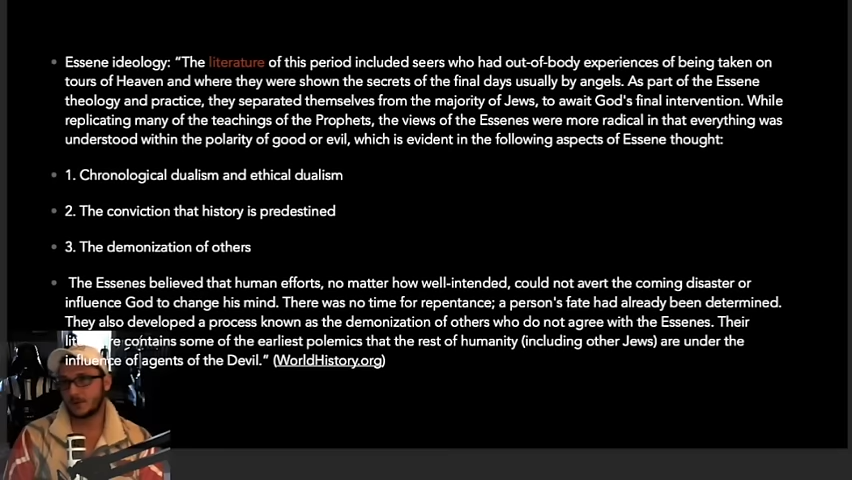 Essene ideology: “The literature of this period included seers who had out-of-body experiences of being taken on
tours of Heaven and where they were shown the secrets of the final days usually by angels. As part of the Essene
theology and practice, they separated themselves from the majority of Jews, to await God's final intervention. While
replicating many of the teachings of the Prophets, the views of the Essenes were more radical in that everything was
understood within the polarity of good or evil, which is evident in the following aspects of Essene thought:
1. Chronological dualism and ethical dualism
2. The conviction that history is predestined
3. The demonization of others
The Essenes believed that human efforts, no matter how well-intended, could not avert the coming disaster or
influence God to change his mind. There was no time for repentance; a person's fate had already been determined.
They also developed a process known as the demonization of others who do not agree with the Essenes. Their
contains some of the earliest polemics that the rest of humanity (including other Jews) are under the
influence of agents of the Devil.” (WorldHistory.org)